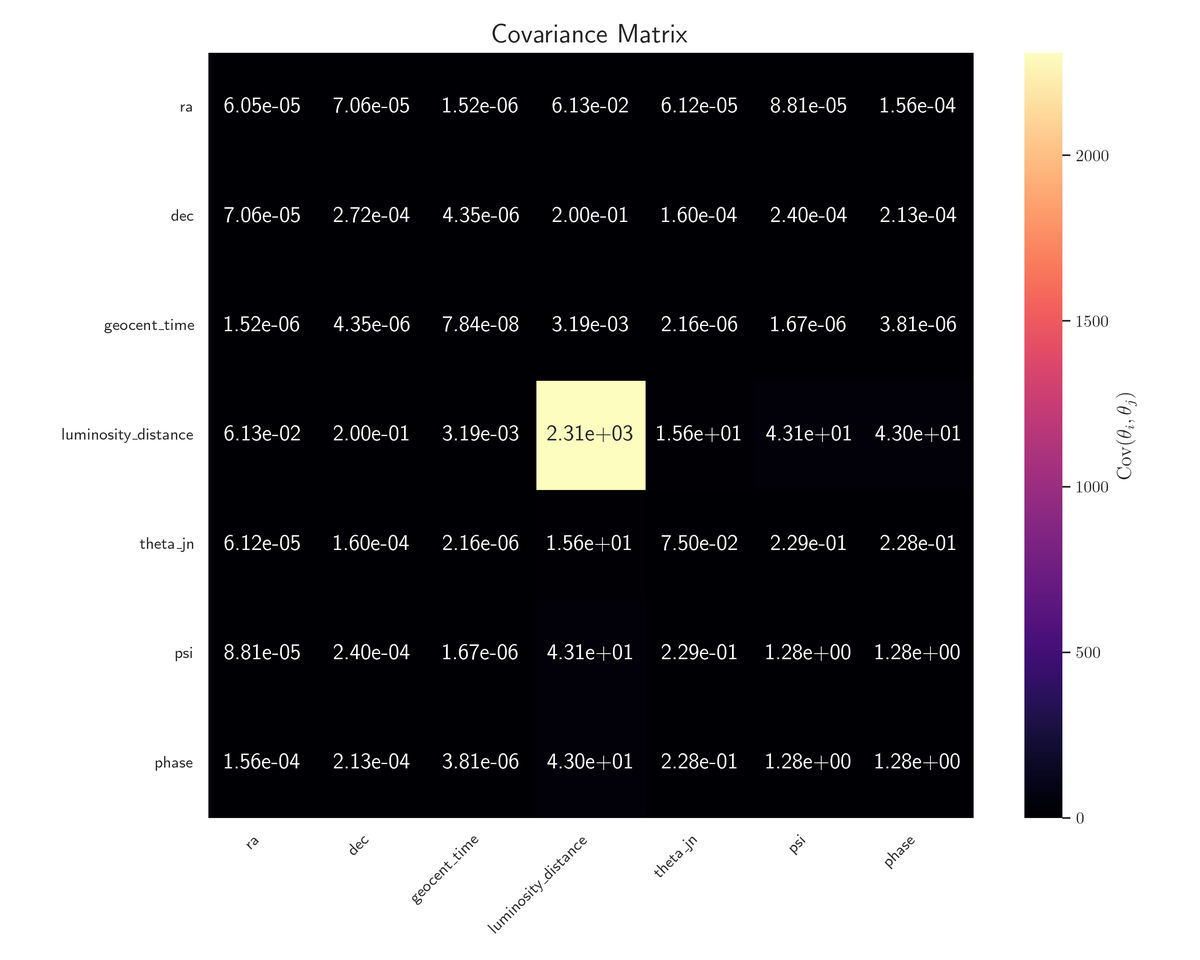 Covariance Matrix
ra 6.05e-05 7.06e-05 1.52e-06 6.13e-02 6.12e-05 8.81e-05 1.56e-04
dec 7.06e-05 2.72e-04 4.35e-06 2.00e-01 1.60e-04 2.40e-04 2.13e-04
geocent_time 1.52e-06 4.35e-06 7.84e-08 3.19e-03 2.16e-06 1.67e-06 3.81e-06
luminosity_distance 6.13e-02 2.00e-01 3.19e-03 2.31e+03 1.56e+01 4.31e+01 4.30e+01
theta_jn 6.12e-05 1.60e-04 2.16e-06 1.56e+01 7.50e-02 2.29e-01 2.28e-01
psi 8.81e-05 2.40e-04 1.67e-06 4.31e+01 2.29e-01 1.28e+00 1.28e+00
phase 1.56e-04 2.13e-04 3.81e-06 4.30e+01 2.28e-01 1.28e+00 1.28e+00
ra dec geocent_time luminosity_distance theta_jn psi phase
2000
1500
1000
500
0
Cov(θ_i, θ_j)